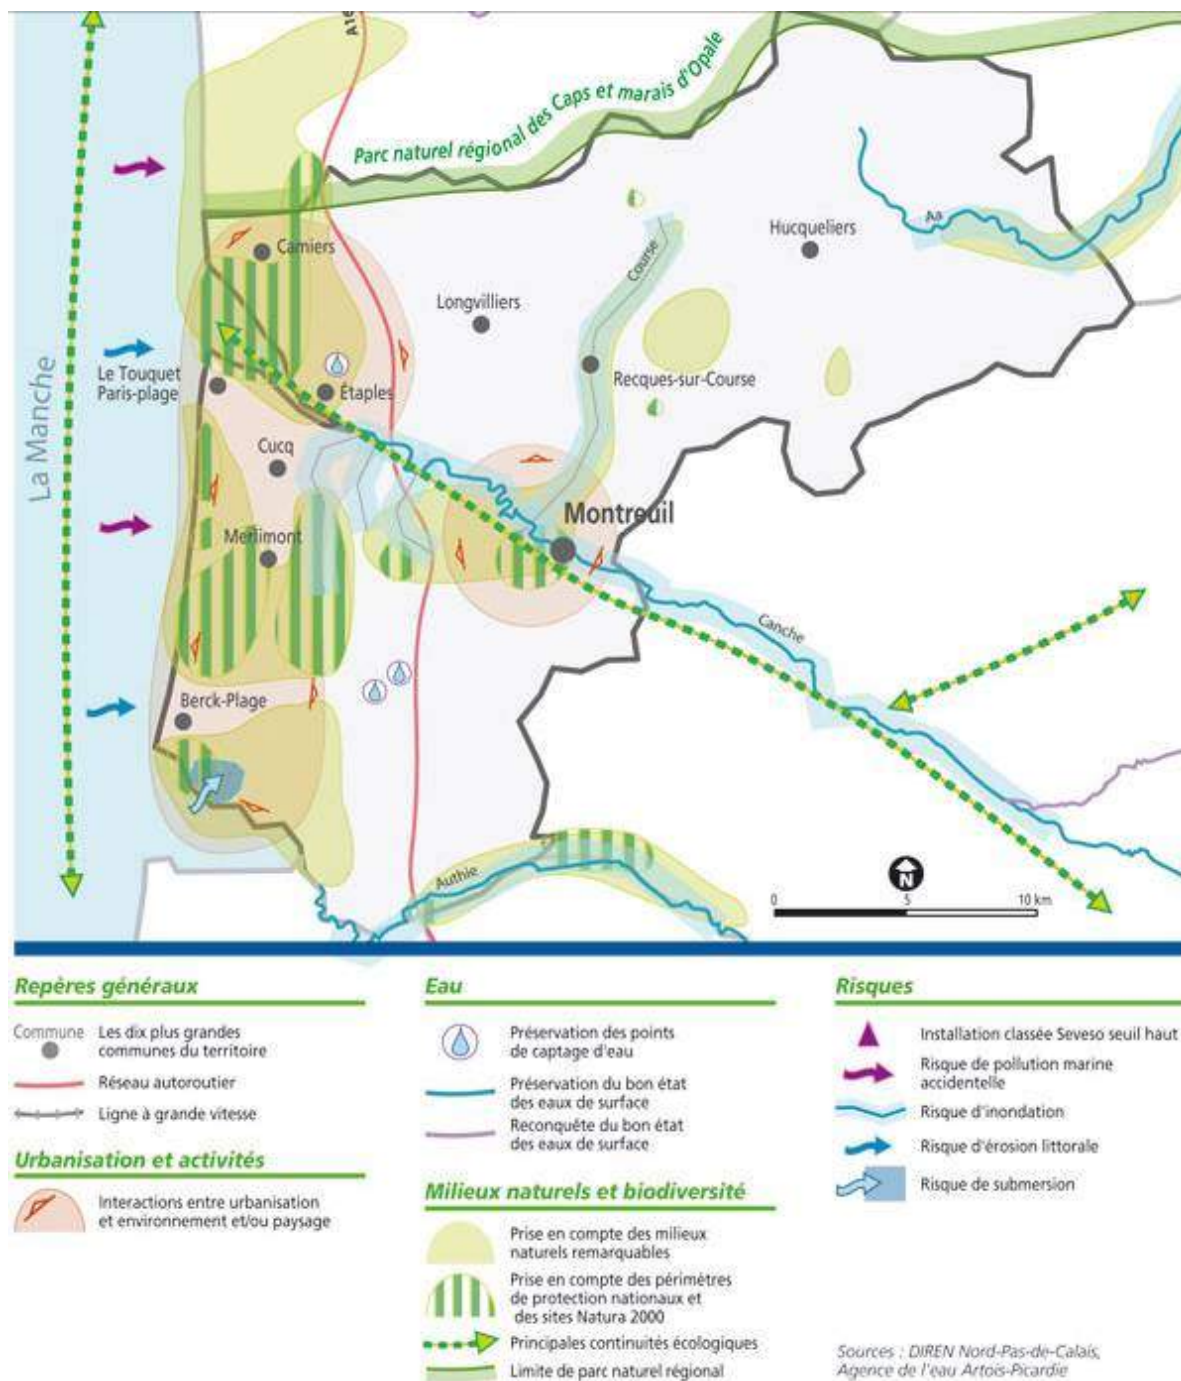 A16
Parc naturel régional des Caps et marais d'Opale
Aa
Hucqueliers
Camiers
Course
Longvilliers
La Manche
Le Touquet
Paris-plage
Étaples
Recques-sur-Course
Cucq
Montreuil
Merlimont
Canche
Berck-Plage
Authie
N
0 5 10 km
Repères généraux
Commune
Les dix plus grandes
communes du territoire
Réseau autoroutier
Ligne à grande vitesse
Urbanisation et activités
Interactions entre urbanisation
et environnement et/ou paysage
Eau
Préservation des points
de captage d'eau
Préservation du bon état
des eaux de surface
Reconquête du bon état
des eaux de surface
Milieux naturels et biodiversité
Prise en compte des milieux
naturels remarquables
Prise en compte des périmètres
de protection nationaux et
des sites Natura 2000
Principales continuités écologiques
Limite de parc naturel régional
Risques
Installation classée Seveso seuil haut
Risque de pollution marine
accidentelle
Risque d'inondation
Risque d'érosion littorale
Risque de submersion
Sources : DIREN Nord-Pas-de-Calais,
Agence de l'eau Artois-Picardie